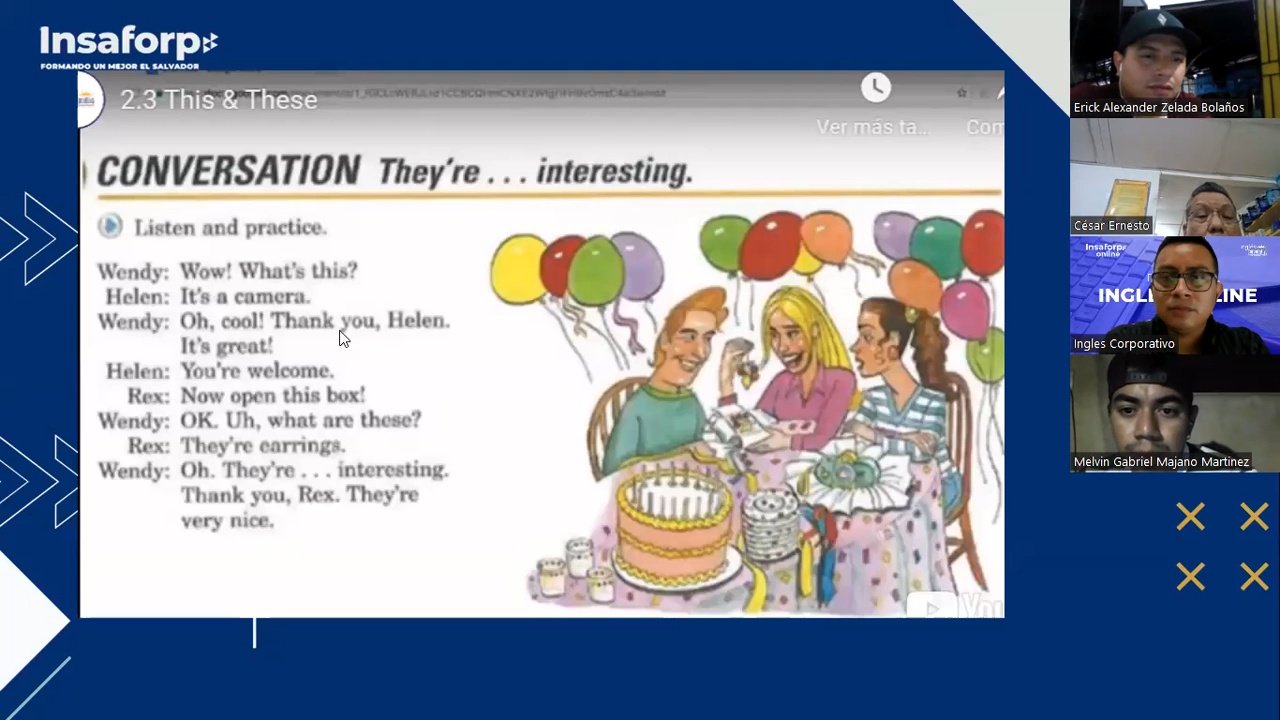 Insaforp
FORMANDO UN MEJOR EL SALVADOR
2.3 This & These
Ver más ta...
CONVERSATION They're . . . interesting.
Listen and practice.
Wendy: Wow! What's this?
Helen: It's a camera.
Wendy: Oh, cool! Thank you, Helen.
It's great!
Helen: You're welcome.
Rex: Now open this box!
Wendy: OK. Uh, what are these?
Rex: They're earrings.
Wendy: Oh. They're . . . interesting.
Thank you, Rex. They're
very nice.
Erick Alexander Zelada Bolaños
César Ernesto
Insaforp
online
Ingles Corporativo
Melvin Gabriel Majano Martinez